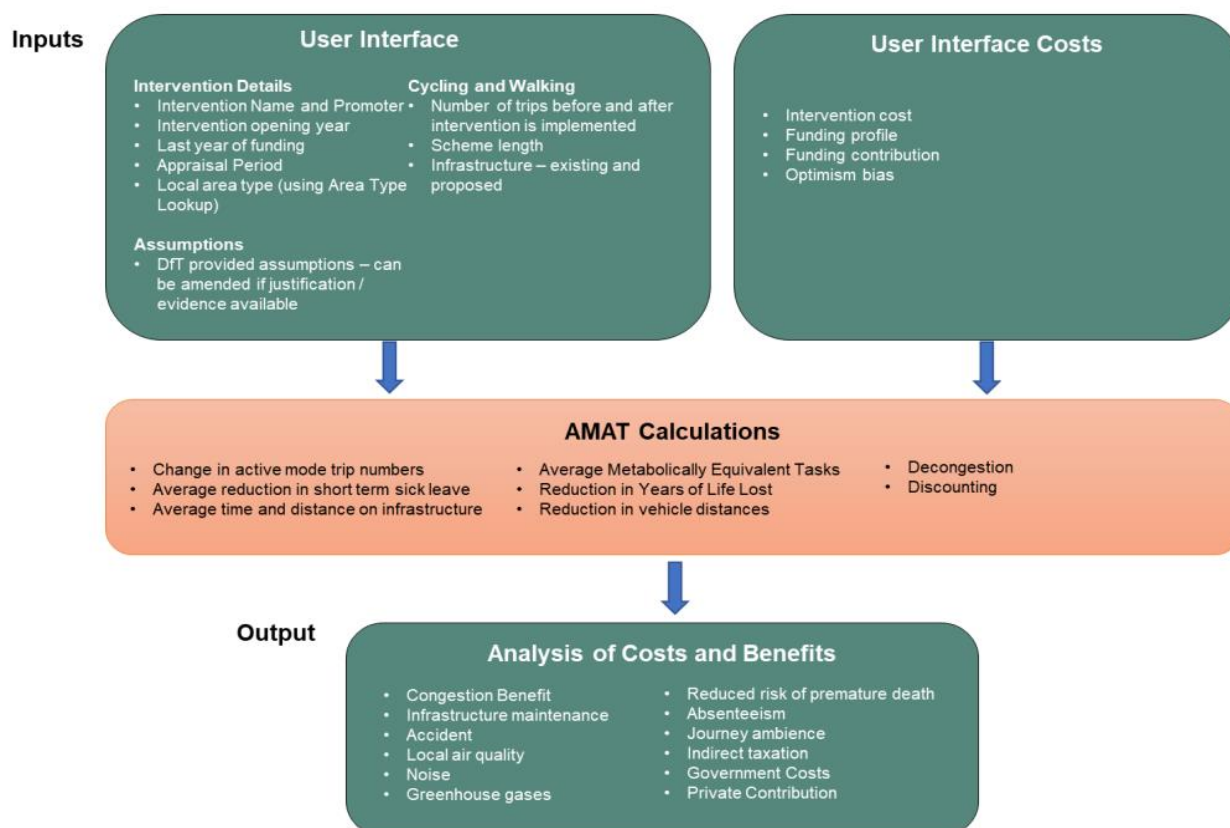 Inputs
User Interface
Intervention Details
• Intervention Name and Promoter
• Intervention opening year
• Last year of funding
• Appraisal Period
• Local area type (using Area Type
Lookup)
Assumptions
• DfT provided assumptions – can
be amended if justification /
evidence available
Cycling and Walking
• Number of trips before and after
intervention is implemented
• Scheme length
• Infrastructure – existing and
proposed
User Interface Costs
• Intervention cost
• Funding profile
• Funding contribution
• Optimism bias
AMAT Calculations
• Change in active mode trip numbers
• Average reduction in short term sick leave
• Average time and distance on infrastructure
• Average Metabolically Equivalent Tasks
• Reduction in Years of Life Lost
• Reduction in vehicle distances
• Decongestion
• Discounting
Output
Analysis of Costs and Benefits
• Congestion Benefit
• Infrastructure maintenance
• Accident
• Local air quality
• Noise
• Greenhouse gases
• Reduced risk of premature death
• Absenteeism
• Journey ambience
• Indirect taxation
• Government Costs
• Private Contribution